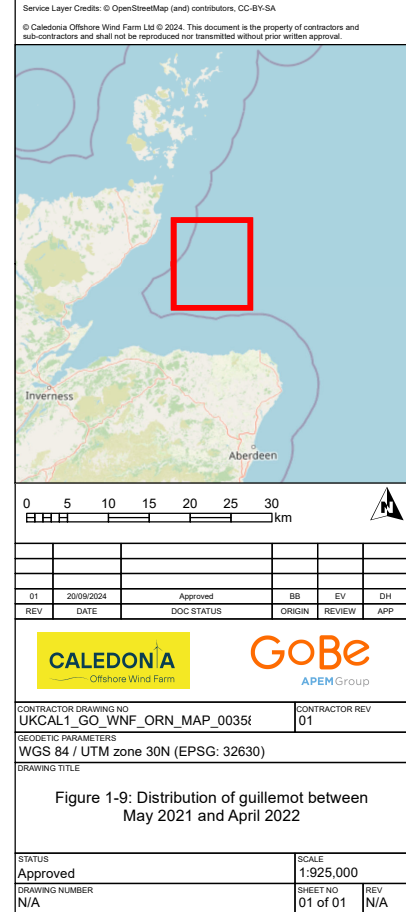 Service Layer Credits: © OpenStreetMap (and) contributors, CC-BY-SA
© Caledonia Offshore Wind Farm Ltd © 2024. This document is the property of contractors and
sub-contractors and shall not be reproduced nor transmitted without prior written approval.
Inverness
Aberdeen
0 5 10 15 20 25 30
km
N
01 20/09/2024 Approved BB EV DH
REV DATE DOC STATUS ORIGIN REVIEW APP
CALEDONIA
Offshore Wind Farm
GoBe
APEMGroup
CONTRACTOR DRAWING NO
UKCAL1_GO_WNF_ORN_MAP_00358
CONTRACTOR REV
01
GEODETIC PARAMETERS
WGS 84 / UTM zone 30N (EPSG: 32630)
DRAWING TITLE
Figure 1-9: Distribution of guillemot between
May 2021 and April 2022
STATUS
Approved
SCALE
1:925,000
DRAWING NUMBER
N/A
SHEET NO
01 of 01
REV
N/A